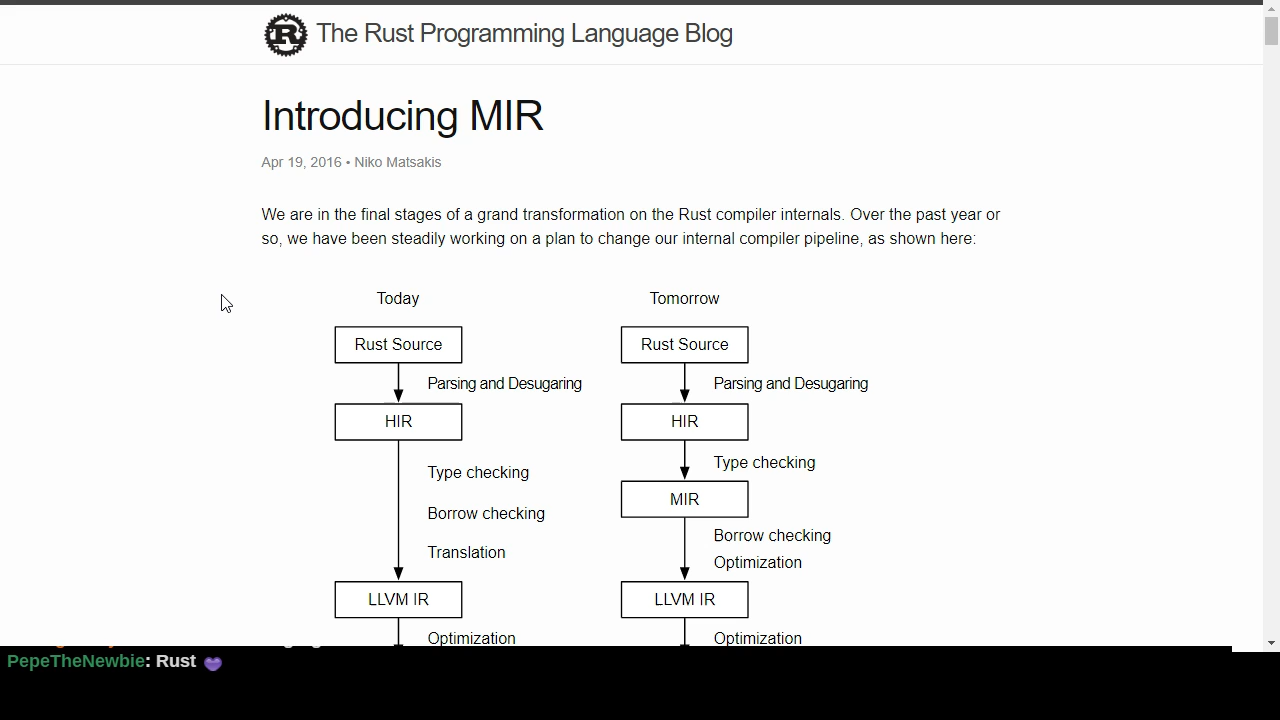 The Rust Programming Language Blog
Introducing MIR
Apr 19, 2016 • Niko Matsakis
We are in the final stages of a grand transformation on the Rust compiler internals. Over the past year or
so, we have been steadily working on a plan to change our internal compiler pipeline, as shown here:
Today
Rust Source
Parsing and Desugaring
HIR
Type checking
Borrow checking
Translation
LLVM IR
Optimization
Tomorrow
Rust Source
Parsing and Desugaring
HIR
Type checking
MIR
Borrow checking
Optimization
LLVM IR
Optimization
PepeTheNewbie: Rust 💜